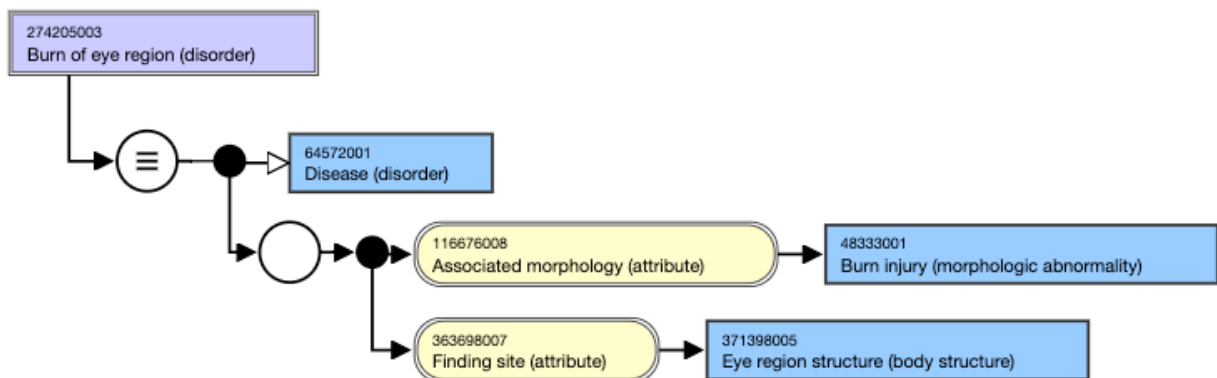 274205003
Burn of eye region (disorder)
64572001
Disease (disorder)
116676008
Associated morphology (attribute)
48333001
Burn injury (morphologic abnormality)
363698007
Finding site (attribute)
371398005
Eye region structure (body structure)